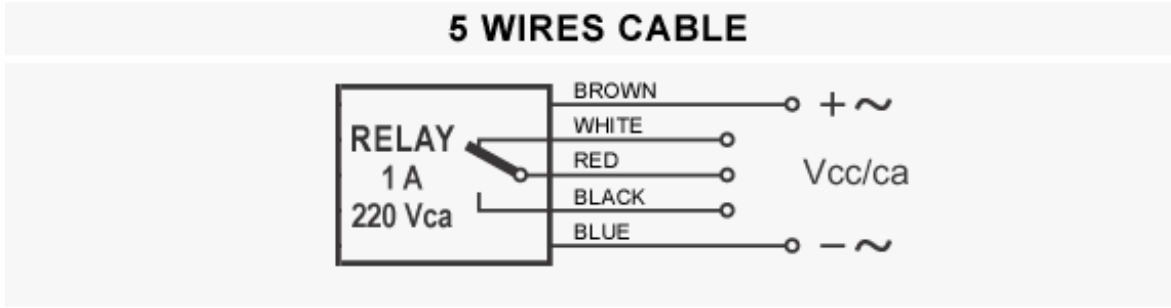 5 WIRES CABLE
BROWN
+ ~
WHITE
RELAY
RED
1 A
Vcc/ca
BLACK
220 Vca
BLUE
− ~